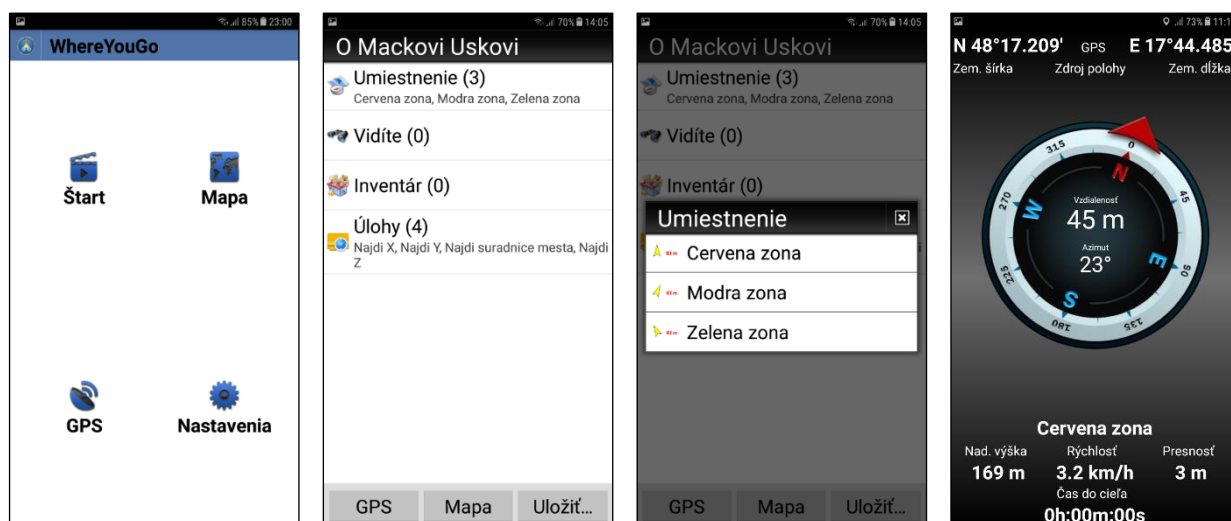 85% 23:00
WhereYouGo
Štart
Mapa
GPS
Nastavenia
70% 14:05
O Mackovi Uskovi
Umiestnenie (3)
Cervena zona, Modra zona, Zelena zona
Vidíte (0)
Inventár (0)
Úlohy (4)
Najdi X, Najdi Y, Najdi suradnice mesta, Najdi
Z
GPS
Mapa
Uložiť...
70% 14:05
O Mackovi Uskovi
Umiestnenie (3)
Cervena zona, Modra zona, Zelena zona
Vidíte (0)
Inventár (0)
Umiestnenie
Cervena zona
Modra zona
Zelena zona
GPS
Mapa
Uložiť...
73% 11:1
N 48°17.209' GPS E 17°44.485
Zem. šírka Zdroj polohy Zem. dĺžka
315
0
45
90
135
180
225
270
N
E
S
W
Vzdialenosť
45 m
Azimut
23°
Cervena zona
Nad. výška Rýchlosť Presnosť
169 m 3.2 km/h 3 m
Čas do cieľa
0h:00m:00s